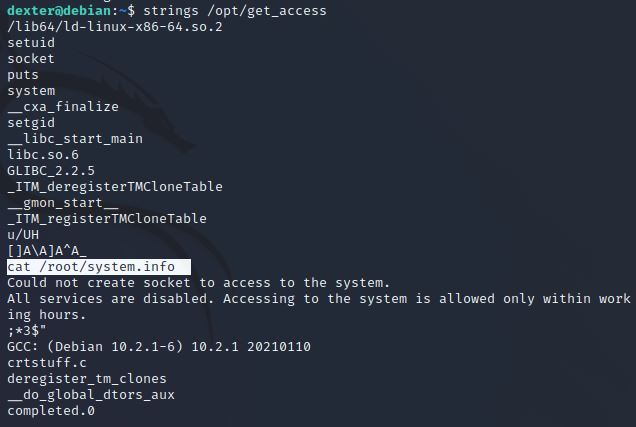 dexter@debian:~$ strings /opt/get_access
/lib64/ld-linux-x86-64.so.2
setuid
socket
puts
system
__cxa_finalize
setgid
__libc_start_main
libc.so.6
GLIBC_2.2.5
_ITM_deregisterTMCloneTable
__gmon_start__
_ITM_registerTMCloneTable
u/UH
[]A\A]A^A_
cat /root/system.info
Could not create socket to access to the system.
All services are disabled. Accessing to the system is allowed only within work
ing hours.
;*3$"
GCC: (Debian 10.2.1-6) 10.2.1 20210110
crtstuff.c
deregister_tm_clones
__do_global_dtors_aux
completed.0